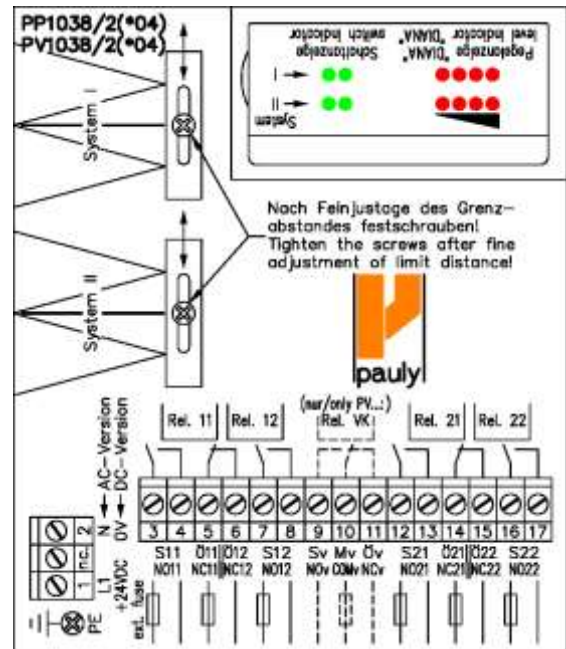 PP1038/2(*04)
PV1038/2(*04)
System I
System II
Pegelanzeige "DIANA"
level indicator "DIANA"
Schaltanzeige
switch indicator
I
II
System
Nach Feinjustage des Grenz-
abstandes festschrauben!
Tighten the screws after fine
adjustment of limit distance!
pauly
(nur/only PV...:)
Rel. 11 Rel. 12 Rel. VK Rel. 21 Rel. 22
AC-Version
DC-Version
N 0V
L1 +24VDC
2
nc.
1
PE
ext. fuse
3 4 5 6 7 8 9 10 11 12 13 14 15 16 17
S11 Ö11 Ö12 S12 Sv Mv Öv S21 Ö21 Ö22 S22
NO11 NC11 NC12 NO12 NOv COMv NCv NO21 NC21 NC22 NO22